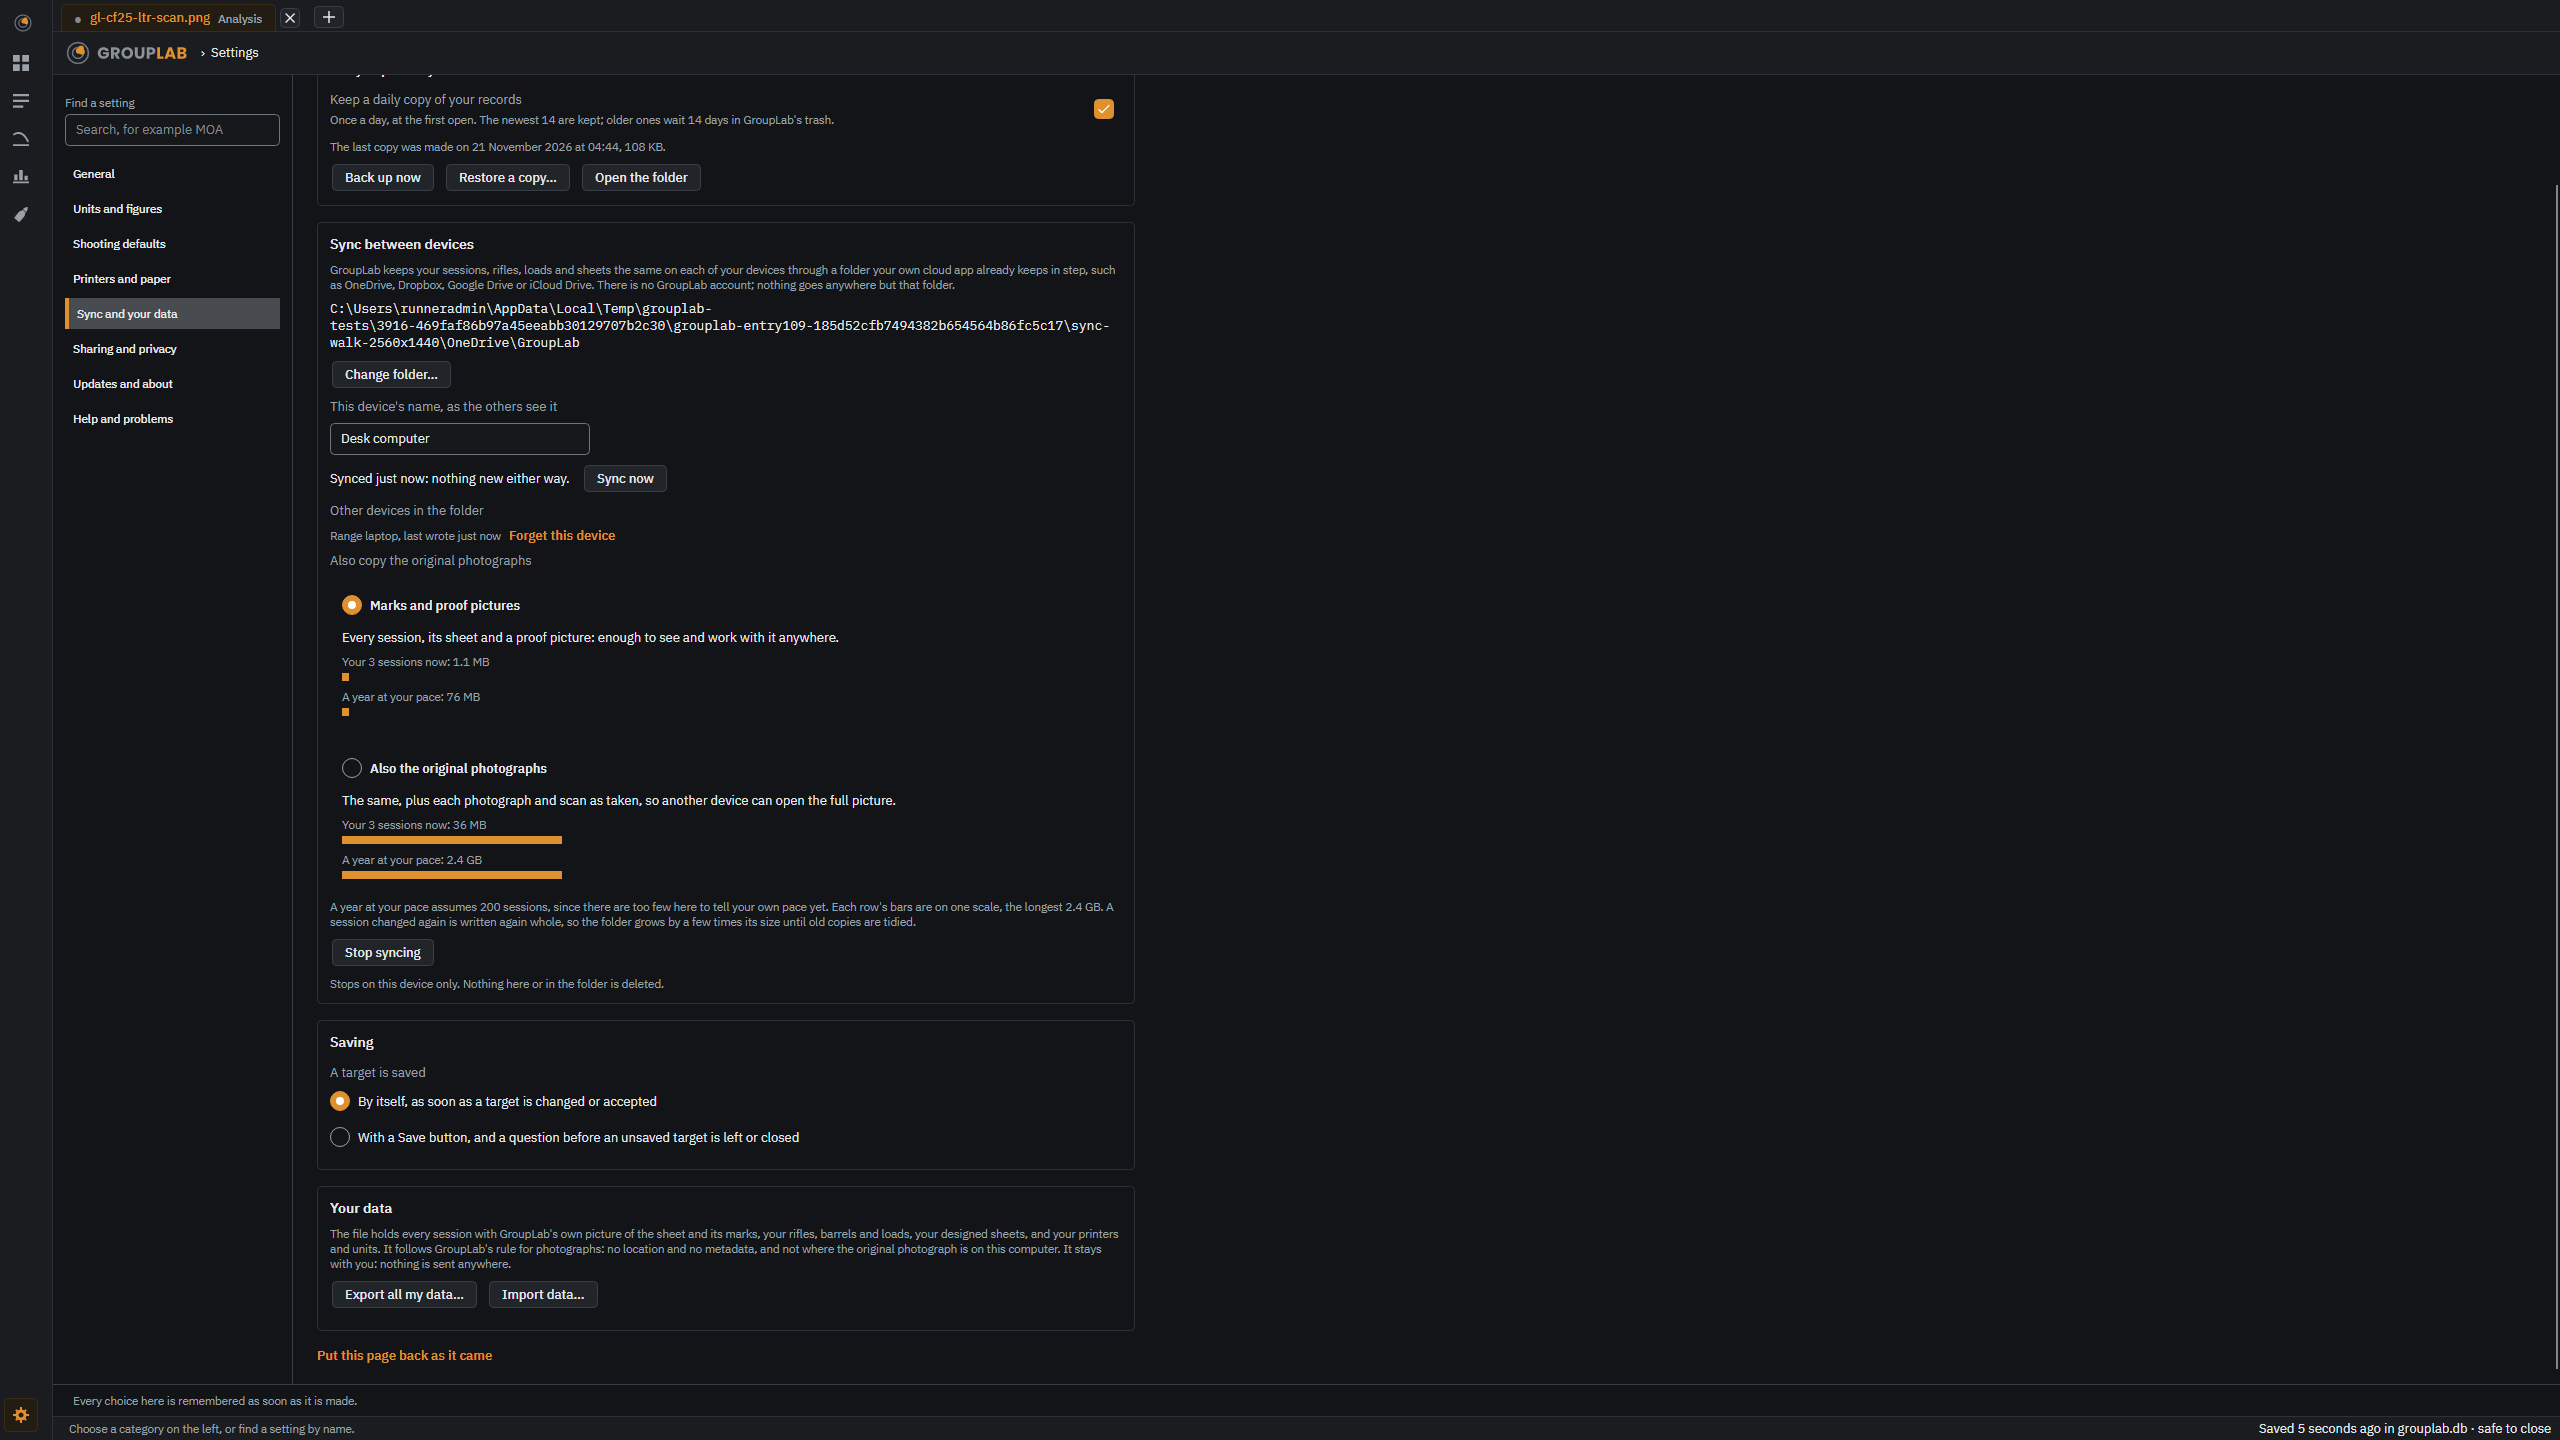 gl-cf25-ltr-scan.png Analysis
GROUPLAB › Settings
Find a setting
Search, for example MOA
General
Units and figures
Shooting defaults
Printers and paper
Sync and your data
Sharing and privacy
Updates and about
Help and problems
Keep a daily copy of your records
Once a day, at the first open. The newest 14 are kept; older ones wait 14 days in GroupLab's trash.
The last copy was made on 21 November 2026 at 04:44, 108 KB.
Back up now
Restore a copy...
Open the folder
Sync between devices
GroupLab keeps your sessions, rifles, loads and sheets the same on each of your devices through a folder your own cloud app already keeps in step, such
as OneDrive, Dropbox, Google Drive or iCloud Drive. There is no GroupLab account; nothing goes anywhere but that folder.
C:\Users\runneradmin\AppData\Local\Temp\grouplab-
tests\3916-469faf86b97a45eeabb30129707b2c30\grouplab-entry109-185d52cfb7494382b654564b86fc5c17\sync-
walk-2560x1440\OneDrive\GroupLab
Change folder...
This device's name, as the others see it
Desk computer
Synced just now: nothing new either way.
Sync now
Other devices in the folder
Range laptop, last wrote just now Forget this device
Also copy the original photographs
Marks and proof pictures
Every session, its sheet and a proof picture: enough to see and work with it anywhere.
Your 3 sessions now: 1.1 MB
A year at your pace: 76 MB
Also the original photographs
The same, plus each photograph and scan as taken, so another device can open the full picture.
Your 3 sessions now: 36 MB
A year at your pace: 2.4 GB
A year at your pace assumes 200 sessions, since there are too few here to tell your own pace yet. Each row's bars are on one scale, the longest 2.4 GB. A
session changed again is written again whole, so the folder grows by a few times its size until old copies are tidied.
Stop syncing
Stops on this device only. Nothing here or in the folder is deleted.
Saving
A target is saved
By itself, as soon as a target is changed or accepted
With a Save button, and a question before an unsaved target is left or closed
Your data
The file holds every session with GroupLab's own picture of the sheet and its marks, your rifles, barrels and loads, your designed sheets, and your printers
and units. It follows GroupLab's rule for photographs: no location and no metadata, and not where the original photograph is on this computer. It stays
with you: nothing is sent anywhere.
Export all my data...
Import data...
Put this page back as it came
Every choice here is remembered as soon as it is made.
Choose a category on the left, or find a setting by name.
Saved 5 seconds ago in grouplab.db · safe to close